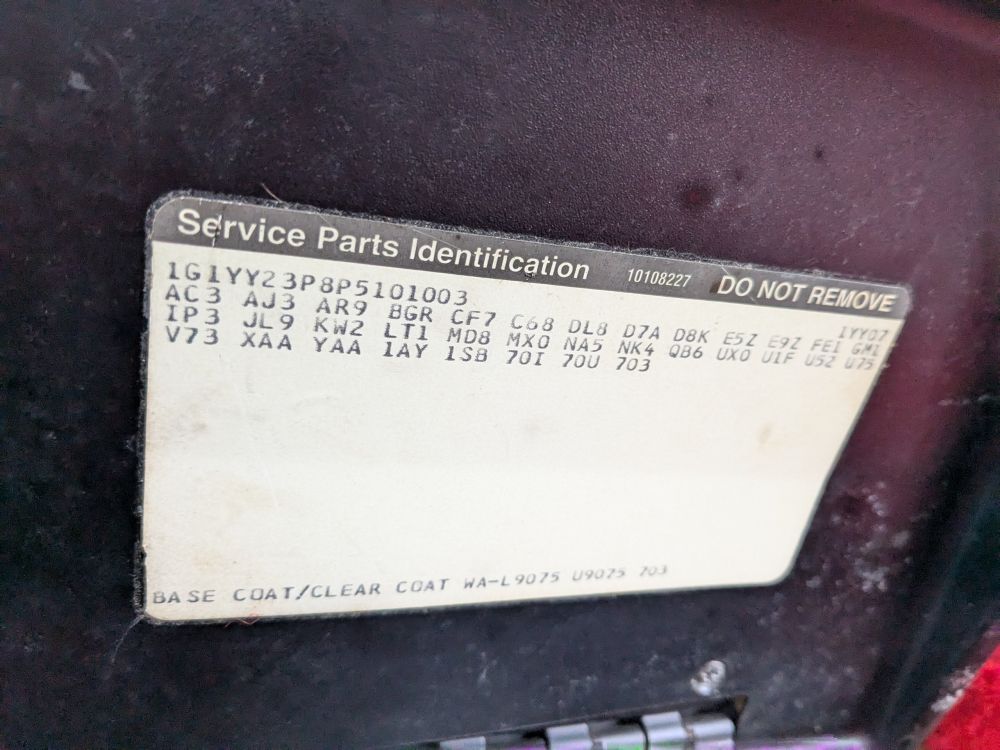 Service Parts Identification 10108227 DO NOT REMOVE
1G1YY23P8P5101003 1YY07
AC3 AJ3 AR9 BGR CF7 C68 DL8 D7A D8K E5Z E9Z FE1 GM1
IP3 JL9 KW2 LT1 MD8 MX0 NA5 NK4 QB6 UX0 U1F U52 U75
V73 XAA YAA 1AY 1SB 70I 70U 703
BASE COAT/CLEAR COAT WA-L9075 U9075 703